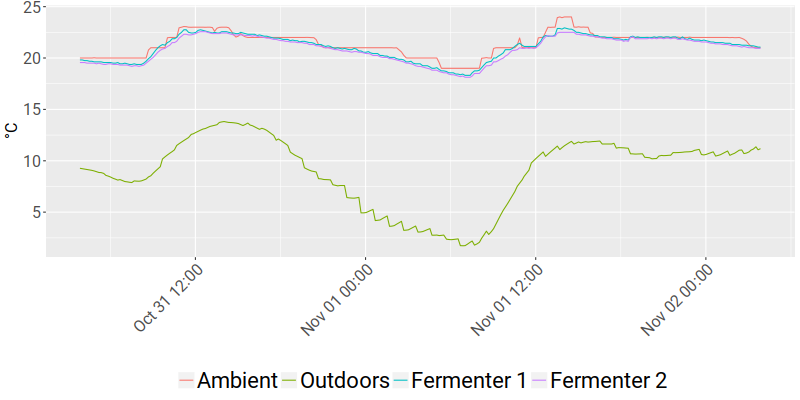 25
20
15
10
5
°C
Oct 31 12:00
Nov 01 00:00
Nov 01 12:00
Nov 02 00:00
Ambient Outdoors Fermenter 1 Fermenter 2